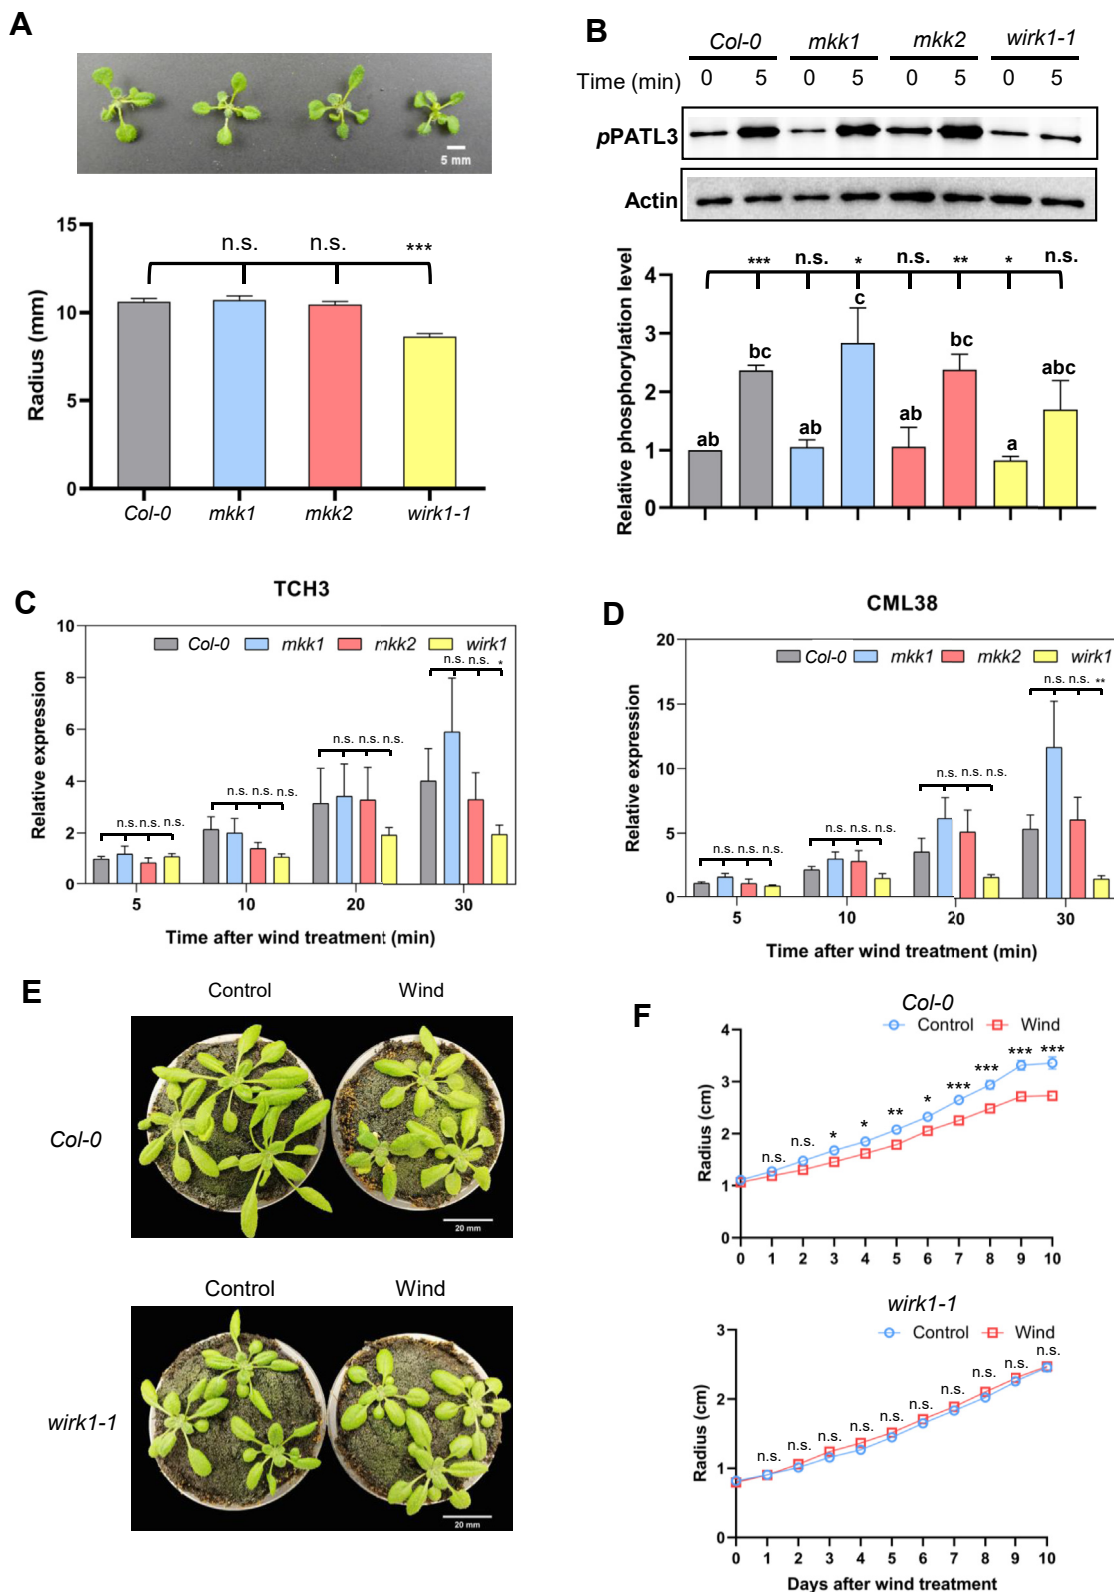 A
5 mm
Radius (mm)
15
10
5
0
n.s. n.s. ***
Col-0 mkk1 mkk2 wirk1-1
B
Col-0 mkk1 mkk2 wirk1-1
Time (min) 0 5 0 5 0 5 0 5
pPATL3
Actin
Relative phosphorylation level
4
3
2
1
0
*** n.s. * n.s. ** * n.s.
ab bc ab c ab bc a abc
C
TCH3
Relative expression
10
8
6
4
2
0
Col-0 mkk1 mkk2 wirk1
n.s. n.s. n.s.
n.s. n.s. n.s.
n.s. n.s. n.s.
n.s. n.s. *
5 10 20 30
Time after wind treatment (min)
D
CML38
Relative expression
20
15
10
5
0
Col-0 mkk1 mkk2 wirk1
n.s. n.s. n.s.
n.s. n.s. n.s.
n.s. n.s. n.s.
n.s. n.s. **
5 10 20 30
Time after wind treatment (min)
E
Control Wind
Col-0
20 mm
Control Wind
wirk1-1
20 mm
F
Col-0
Control Wind
Radius (cm)
4
3
2
1
0
n.s. n.s. * * ** * *** *** *** ***
0 1 2 3 4 5 6 7 8 9 10
wirk1-1
Control Wind
Radius (cm)
3
2
1
0
n.s. n.s. n.s. n.s. n.s. n.s. n.s. n.s. n.s. n.s.
0 1 2 3 4 5 6 7 8 9 10
Days after wind treatment